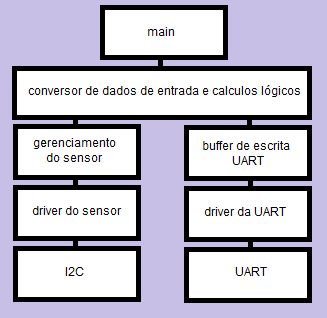 main
conversor de dados de entrada e calculos lógicos
gerenciamento
do sensor
buffer de escrita
UART
driver do sensor
driver da UART
I2C
UART